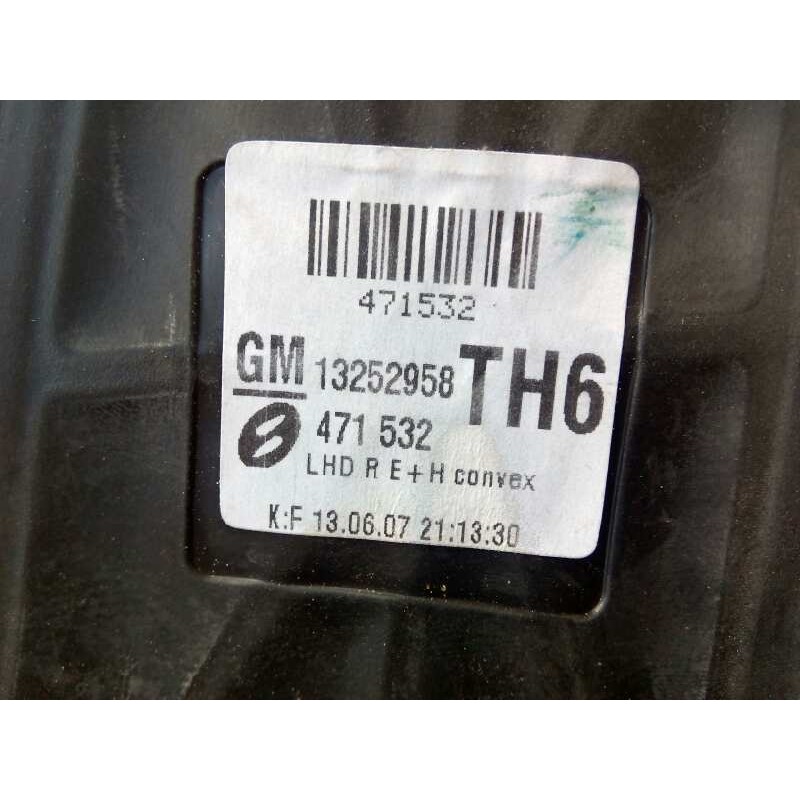 471532
GM 13252958 TH6
471 532
LHD R E+H convex
K:F 13.06.07 21:13:30